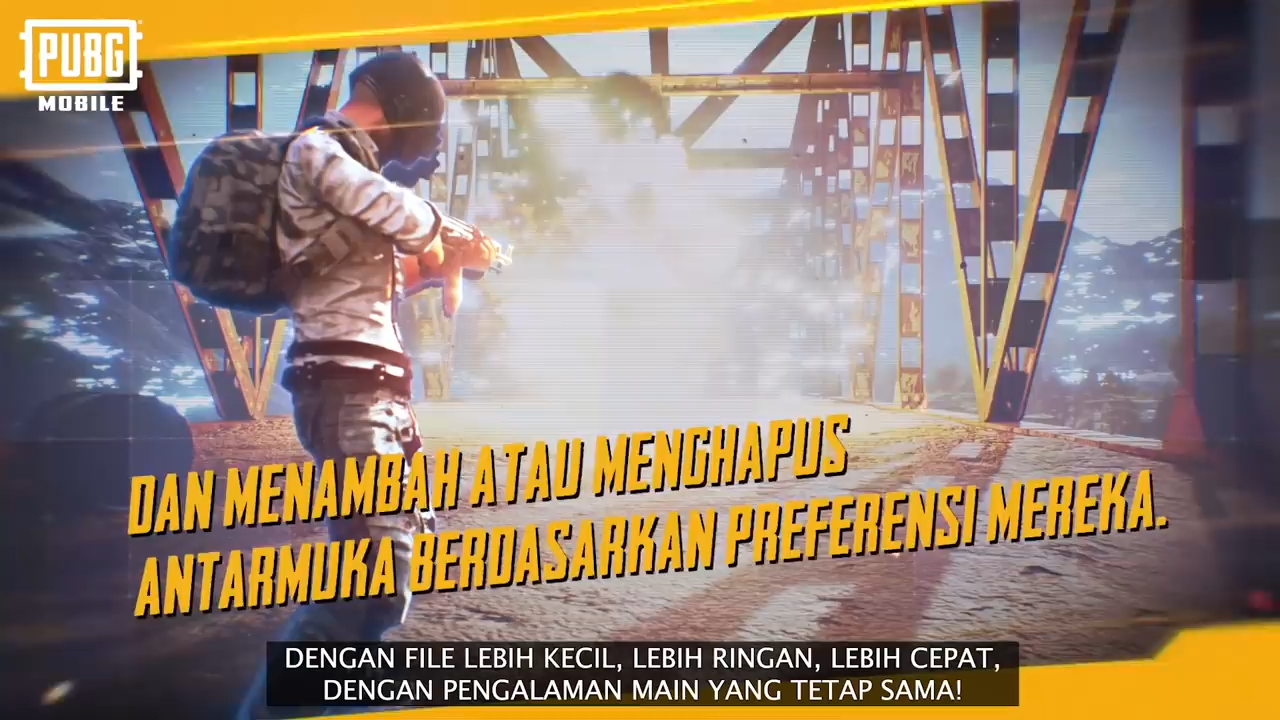 PUBG
MOBILE
DAN MENAMBAH ATAU MENGHAPUS
ANTARMUKA BERDASARKAN PREFERENSI MEREKA.
DENGAN FILE LEBIH KECIL, LEBIH RINGAN, LEBIH CEPAT,
DENGAN PENGALAMAN MAIN YANG TETAP SAMA!